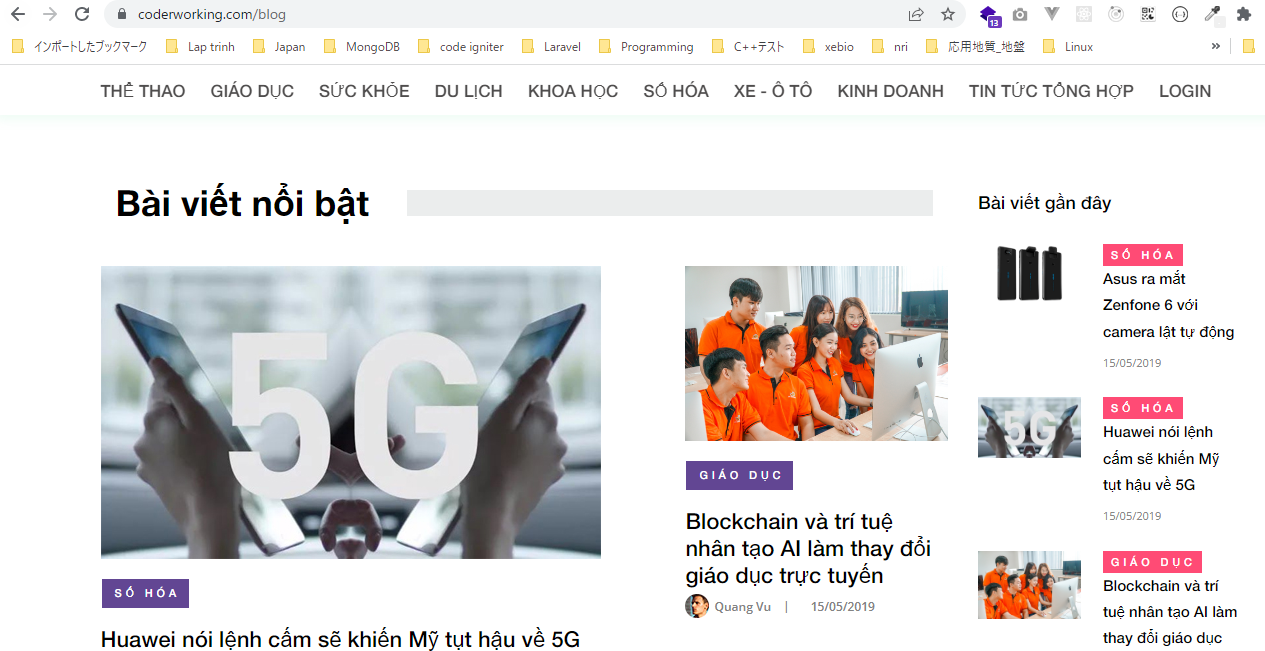 coderworking.com/blog
13
インポートしたブックマーク Lap trinh Japan MongoDB code igniter Laravel Programming C++テスト xebio nri 応用地質_地盤 Linux »
THỂ THAO GIÁO DỤC SỨC KHỎE DU LỊCH KHOA HỌC SỐ HÓA XE - Ô TÔ KINH DOANH TIN TỨC TỔNG HỢP LOGIN
Bài viết nổi bật
5G
SỐ HÓA
Huawei nói lệnh cấm sẽ khiến Mỹ tụt hậu về 5G
GIÁO DỤC
Blockchain và trí tuệ
nhân tạo AI làm thay đổi
giáo dục trực tuyến
Quang Vu | 15/05/2019
Bài viết gần đây
SỐ HÓA
Asus ra mắt
Zenfone 6 với
camera lật tự động
15/05/2019
5G
SỐ HÓA
Huawei nói lệnh
cấm sẽ khiến Mỹ
tụt hậu về 5G
15/05/2019
GIÁO DỤC
Blockchain và trí
tuệ nhân tạo AI làm
thay đổi giáo dục